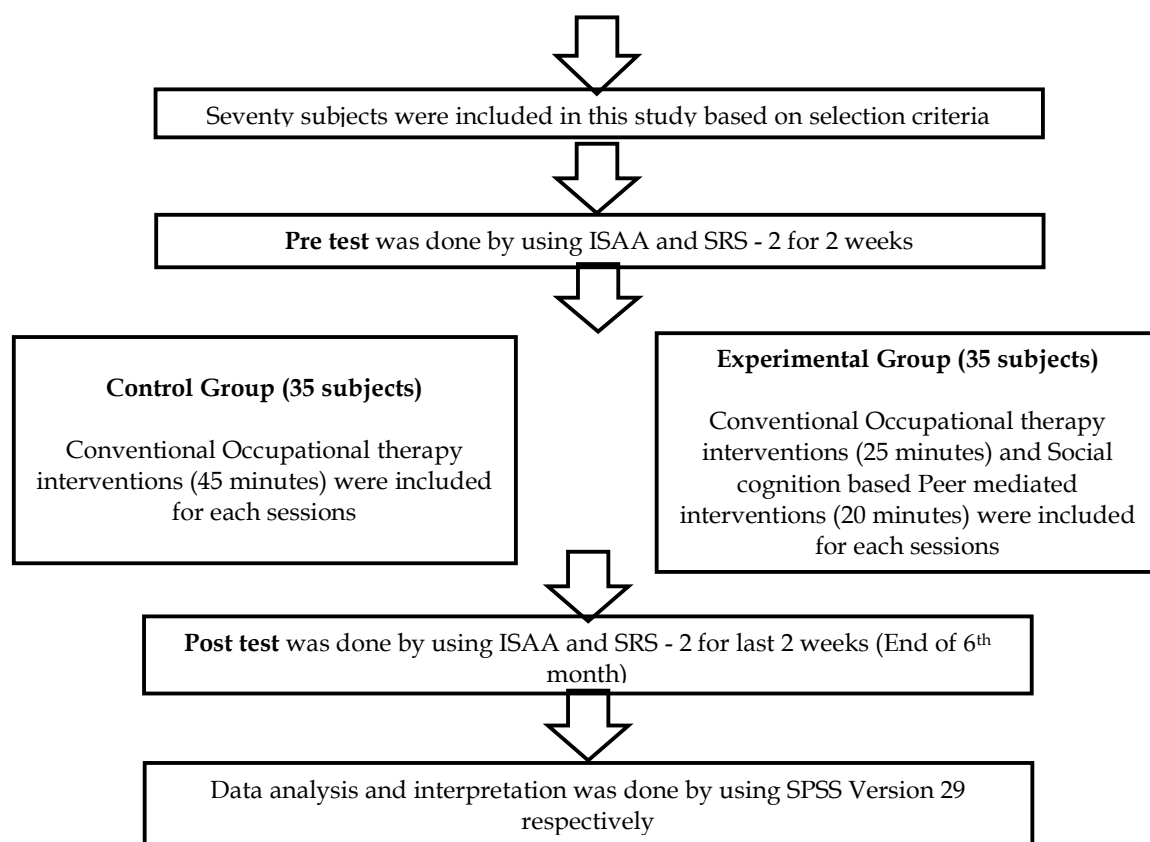 Seventy subjects were included in this study based on selection criteria
Pre test was done by using ISAA and SRS - 2 for 2 weeks
Control Group (35 subjects)
Conventional Occupational therapy
interventions (45 minutes) were included
for each sessions
Experimental Group (35 subjects)
Conventional Occupational therapy
interventions (25 minutes) and Social
cognition based Peer mediated
interventions (20 minutes) were included
for each sessions
Post test was done by using ISAA and SRS - 2 for last 2 weeks (End of 6th
month)
Data analysis and interpretation was done by using SPSS Version 29
respectively